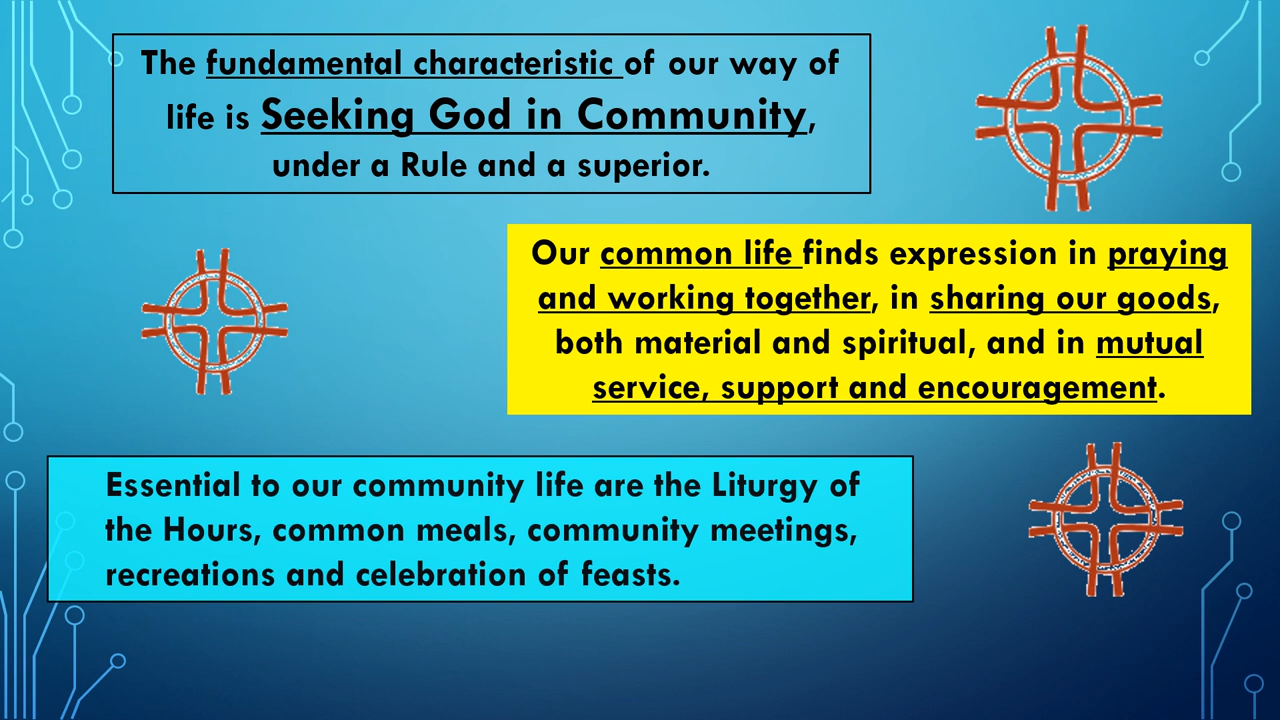 The fundamental characteristic of our way of
life is Seeking God in Community,
under a Rule and a superior.
Our common life finds expression in praying
and working together, in sharing our goods,
both material and spiritual, and in mutual
service, support and encouragement.
Essential to our community life are the Liturgy of
the Hours, common meals, community meetings,
recreations and celebration of feasts.